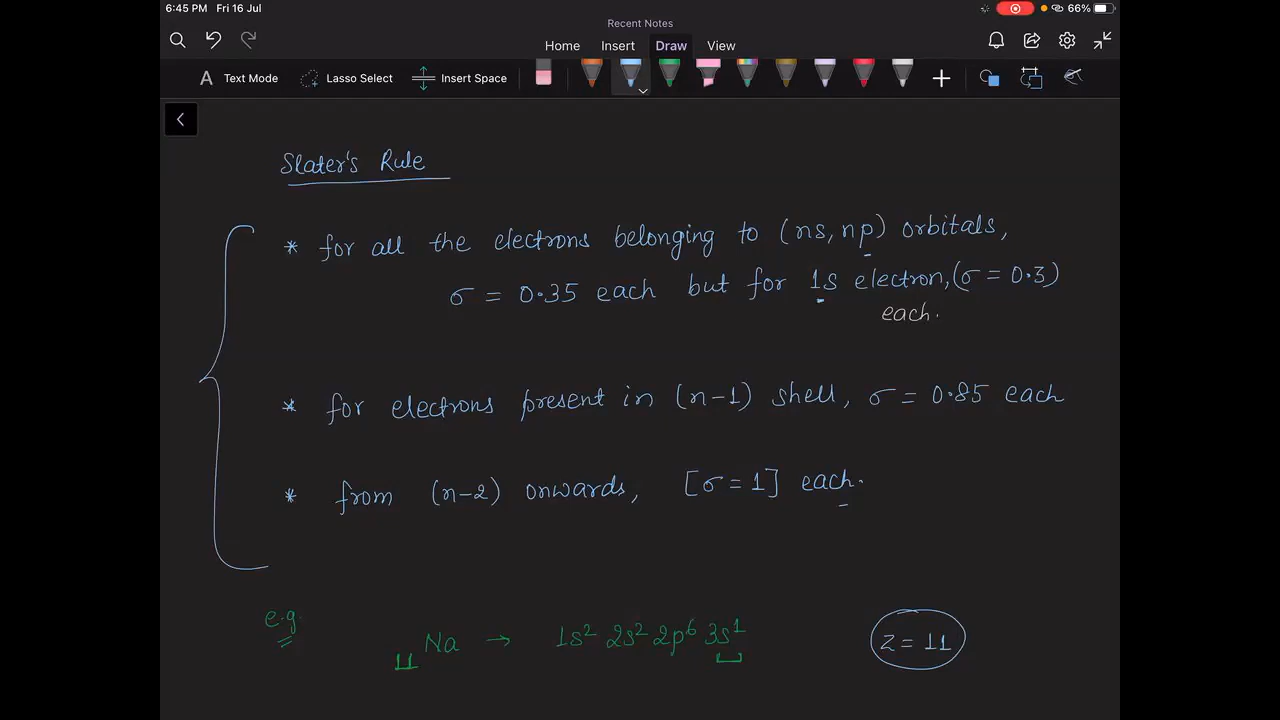 6:45 PM Fri 16 Jul
66%
Recent Notes
Home Insert Draw View
A Text Mode Lasso Select Insert Space
Slater's Rule
* for all the electrons belonging to (ns, np) orbitals,
σ = 0.35 each but for 1s electron, (σ = 0.3)
each.
* for electrons present in (n-1) shell, σ = 0.85 each
* from (n-2) onwards, [σ = 1] each.
e.g.
₁₁Na → 1s² 2s² 2p⁶ 3s¹
Z = 11